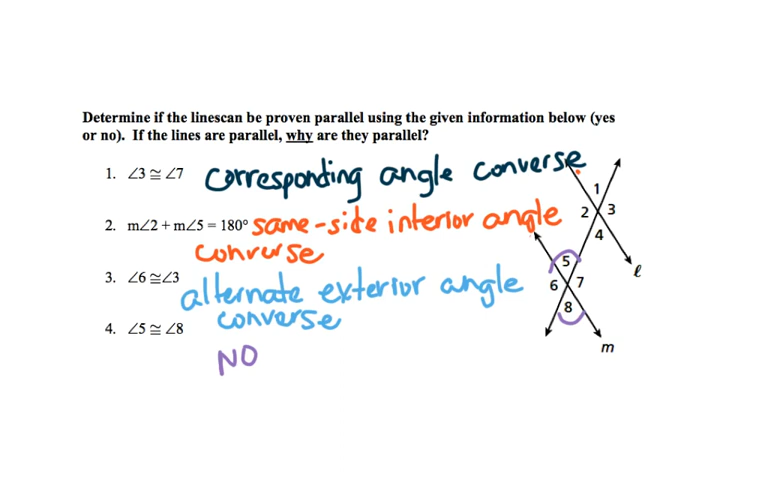 Determine if the linescan be proven parallel using the given information below (yes
or no). If the lines are parallel, why are they parallel?
1. ∠3 ≅ ∠7 corresponding angle converse
2. m∠2 + m∠5 = 180° same-side interior angle
converse
3. ∠6 ≅ ∠3 alternate exterior angle
converse
4. ∠5 ≅ ∠8
NO
1
2 3
4
5
6 7
8
ℓ
m